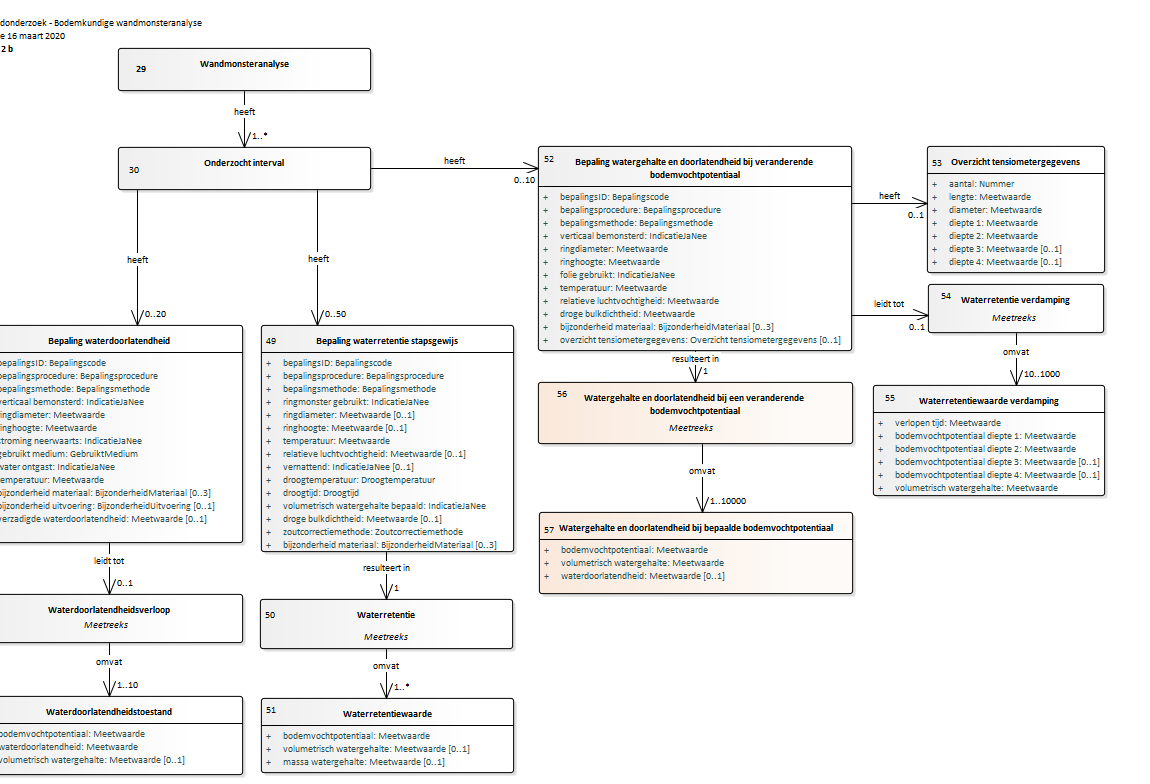 donderzoek - Bodemkundige wandmonsteranalyse
e 16 maart 2020
2 b
29
Wandmonsteranalyse
heeft
1..*
30
Onderzocht interval
heeft
0..10
heeft
0..20
heeft
0..50
52
Bepaling watergehalte en doorlatendheid bij veranderende
bodemvochtpotentiaal
+ bepalingsID: Bepalingscode
+ bepalingsprocedure: Bepalingsprocedure
+ bepalingsmethode: Bepalingsmethode
+ verticaal bemonsterd: IndicatieJaNee
+ ringdiameter: Meetwaarde
+ ringhoogte: Meetwaarde
+ folie gebruikt: IndicatieJaNee
+ temperatuur: Meetwaarde
+ relatieve luchtvochtigheid: Meetwaarde
+ droge bulkdichtheid: Meetwaarde
+ bijzonderheid materiaal: BijzonderheidMateriaal [0..3]
+ overzicht tensiometergegevens: Overzicht tensiometergegevens [0..1]
heeft
0..1
53
Overzicht tensiometergegevens
+ aantal: Nummer
+ lengte: Meetwaarde
+ diameter: Meetwaarde
+ diepte 1: Meetwaarde
+ diepte 2: Meetwaarde
+ diepte 3: Meetwaarde [0..1]
+ diepte 4: Meetwaarde [0..1]
leidt tot
0..1
54
Waterretentie verdamping
Meetreeks
omvat
10..1000
55
Waterretentiewaarde verdamping
+ verlopen tijd: Meetwaarde
+ bodemvochtpotentiaal diepte 1: Meetwaarde
+ bodemvochtpotentiaal diepte 2: Meetwaarde
+ bodemvochtpotentiaal diepte 3: Meetwaarde [0..1]
+ bodemvochtpotentiaal diepte 4: Meetwaarde [0..1]
+ volumetrisch watergehalte: Meetwaarde
resulteert in
1
56
Watergehalte en doorlatendheid bij een veranderende
bodemvochtpotentiaal
Meetreeks
omvat
1..10000
57
Watergehalte en doorlatendheid bij bepaalde bodemvochtpotentiaal
+ bodemvochtpotentiaal: Meetwaarde
+ volumetrisch watergehalte: Meetwaarde
+ waterdoorlatendheid: Meetwaarde [0..1]
Bepaling waterdoorlatendheid
bepalingsID: Bepalingscode
bepalingsprocedure: Bepalingsprocedure
bepalingsmethode: Bepalingsmethode
verticaal bemonsterd: IndicatieJaNee
ringdiameter: Meetwaarde
ringhoogte: Meetwaarde
stroming neerwaarts: IndicatieJaNee
gebruikt medium: GebruiktMedium
water ontgast: IndicatieJaNee
temperatuur: Meetwaarde
bijzonderheid materiaal: BijzonderheidMateriaal [0..3]
bijzonderheid uitvoering: BijzonderheidUitvoering [0..1]
verzadigde waterdoorlatendheid: Meetwaarde [0..1]
leidt tot
0..1
Waterdoorlatendheidsverloop
Meetreeks
omvat
1..10
Waterdoorlatendheidstoestand
bodemvochtpotentiaal: Meetwaarde
waterdoorlatendheid: Meetwaarde
volumetrisch watergehalte: Meetwaarde [0..1]
49
Bepaling waterretentie stapsgewijs
+ bepalingsID: Bepalingscode
+ bepalingsprocedure: Bepalingsprocedure
+ bepalingsmethode: Bepalingsmethode
+ ringmonster gebruikt: IndicatieJaNee
+ ringdiameter: Meetwaarde [0..1]
+ ringhoogte: Meetwaarde [0..1]
+ temperatuur: Meetwaarde
+ relatieve luchtvochtigheid: Meetwaarde [0..1]
+ vernattend: IndicatieJaNee [0..1]
+ droogtemperatuur: Droogtemperatuur
+ droogtijd: Droogtijd
+ volumetrisch watergehalte bepaald: IndicatieJaNee
+ droge bulkdichtheid: Meetwaarde [0..1]
+ zoutcorrectiemethode: Zoutcorrectiemethode
+ bijzonderheid materiaal: BijzonderheidMateriaal [0..3]
resulteert in
1
50
Waterretentie
Meetreeks
omvat
1..*
51
Waterretentiewaarde
+ bodemvochtpotentiaal: Meetwaarde
+ volumetrisch watergehalte: Meetwaarde [0..1]
+ massa watergehalte: Meetwaarde [0..1]